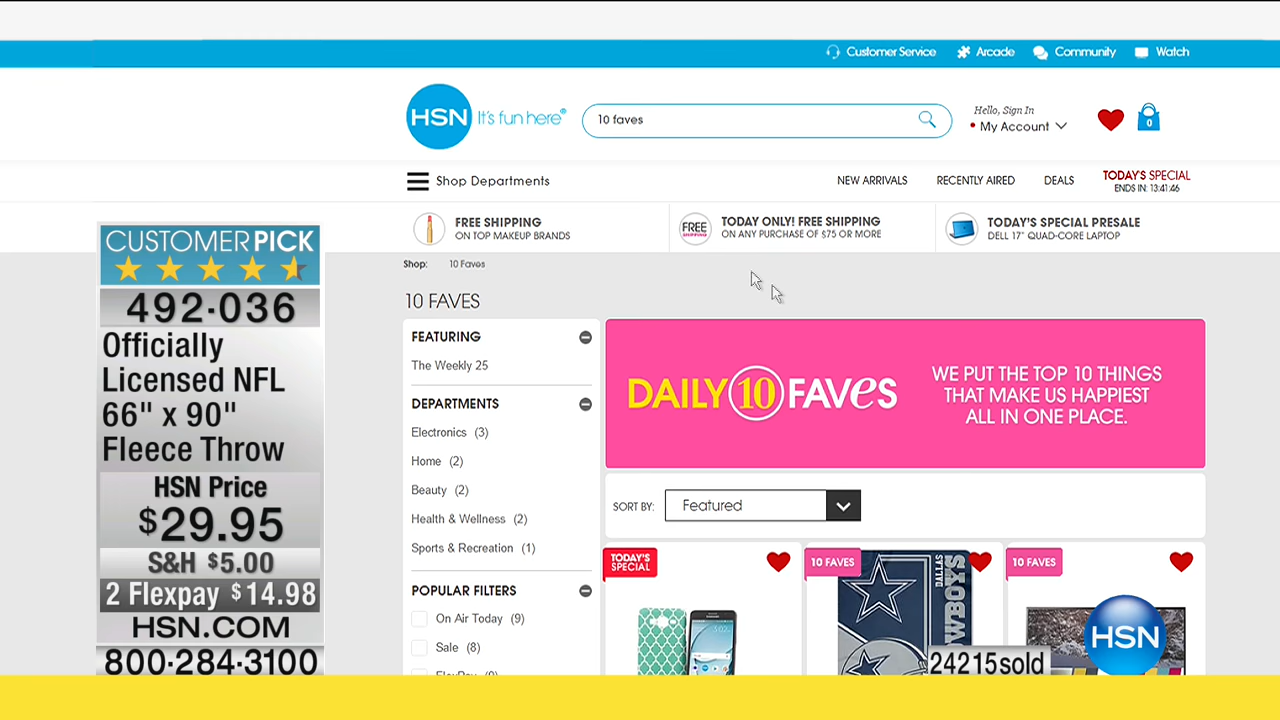 Customer Service
Arcade
Community
Watch
HSN
It's fun here®
10 faves
Hello, Sign In
My Account
0
Shop Departments
NEW ARRIVALS
RECENTLY AIRED
DEALS
TODAY'S SPECIAL
ENDS IN: 13:41:46
FREE SHIPPING
ON TOP MAKEUP BRANDS
FREE
SHIPPING
TODAY ONLY! FREE SHIPPING
ON ANY PURCHASE OF $75 OR MORE
TODAY'S SPECIAL PRESALE
DELL 17" QUAD-CORE LAPTOP
CUSTOMER PICK
492·036
Officially
Licensed NFL
66" x 90"
Fleece Throw
HSN Price
$29.95
S&H $5.00
2 Flexpay $14.98
HSN.COM
800·284·3100
Shop:
10 Faves
10 FAVES
FEATURING
The Weekly 25
DEPARTMENTS
Electronics (3)
Home (2)
Beauty (2)
Health & Wellness (2)
Sports & Recreation (1)
POPULAR FILTERS
On Air Today (9)
Sale (8)
FlexPay (9)
DAILY 10 FAVES
WE PUT THE TOP 10 THINGS
THAT MAKE US HAPPIEST
ALL IN ONE PLACE.
SORT BY:
Featured
TODAY'S
SPECIAL
3:02
10 FAVES
DALLAS
COWBOYS
10 FAVES
24215sold
HSN